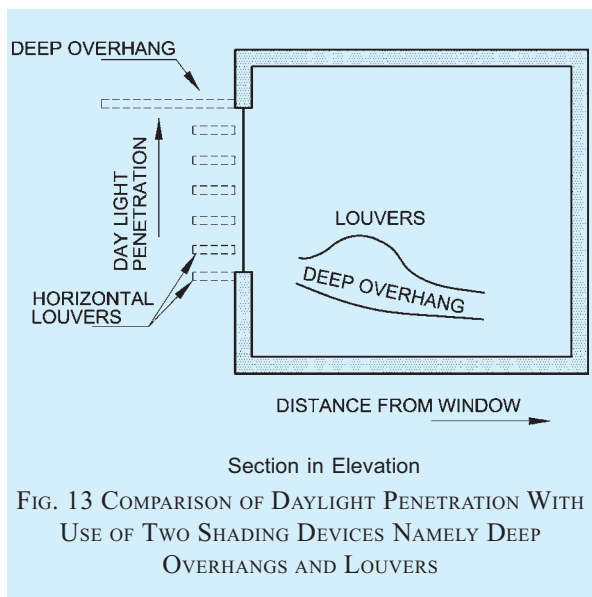 DEEP OVERHANG
DAY LIGHT
PENETRATION
LOUVERS
DEEP OVERHANG
HORIZONTAL
LOUVERS
DISTANCE FROM WINDOW
Section in Elevation
FIG. 13 COMPARISON OF DAYLIGHT PENETRATION WITH
USE OF TWO SHADING DEVICES NAMELY DEEP
OVERHANGS AND LOUVERS